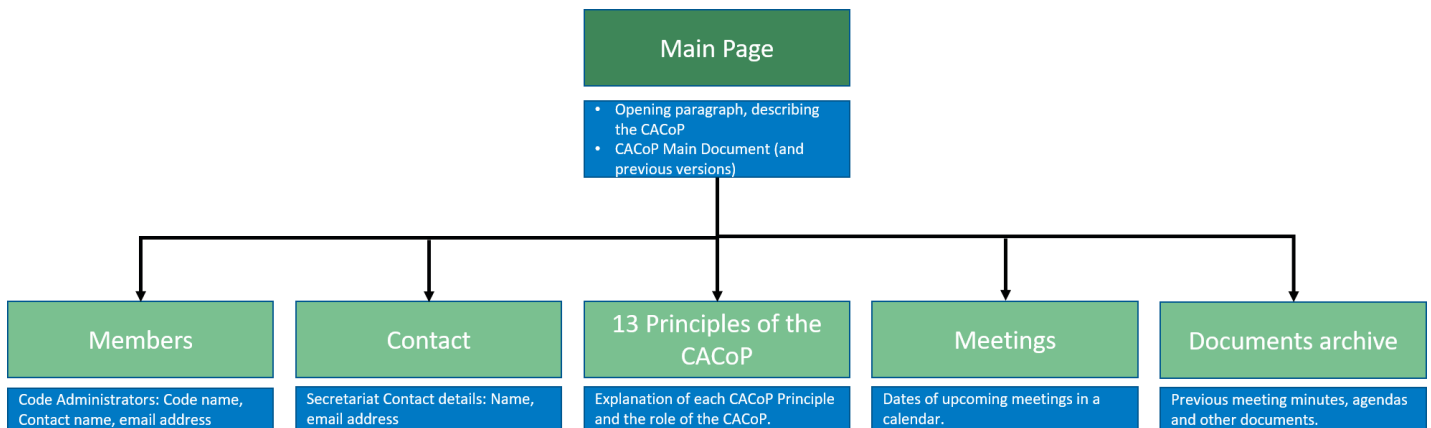 Main Page
• Opening paragraph, describing
the CACoP
• CACoP Main Document (and
previous versions)
Members
Contact
13 Principles of the
CACoP
Meetings
Documents archive
Code Administrators: Code name,
Contact name, email address
Secretariat Contact details: Name,
email address
Explanation of each CACoP Principle
and the role of the CACoP.
Dates of upcoming meetings in a
calendar.
Previous meeting minutes, agendas
and other documents.